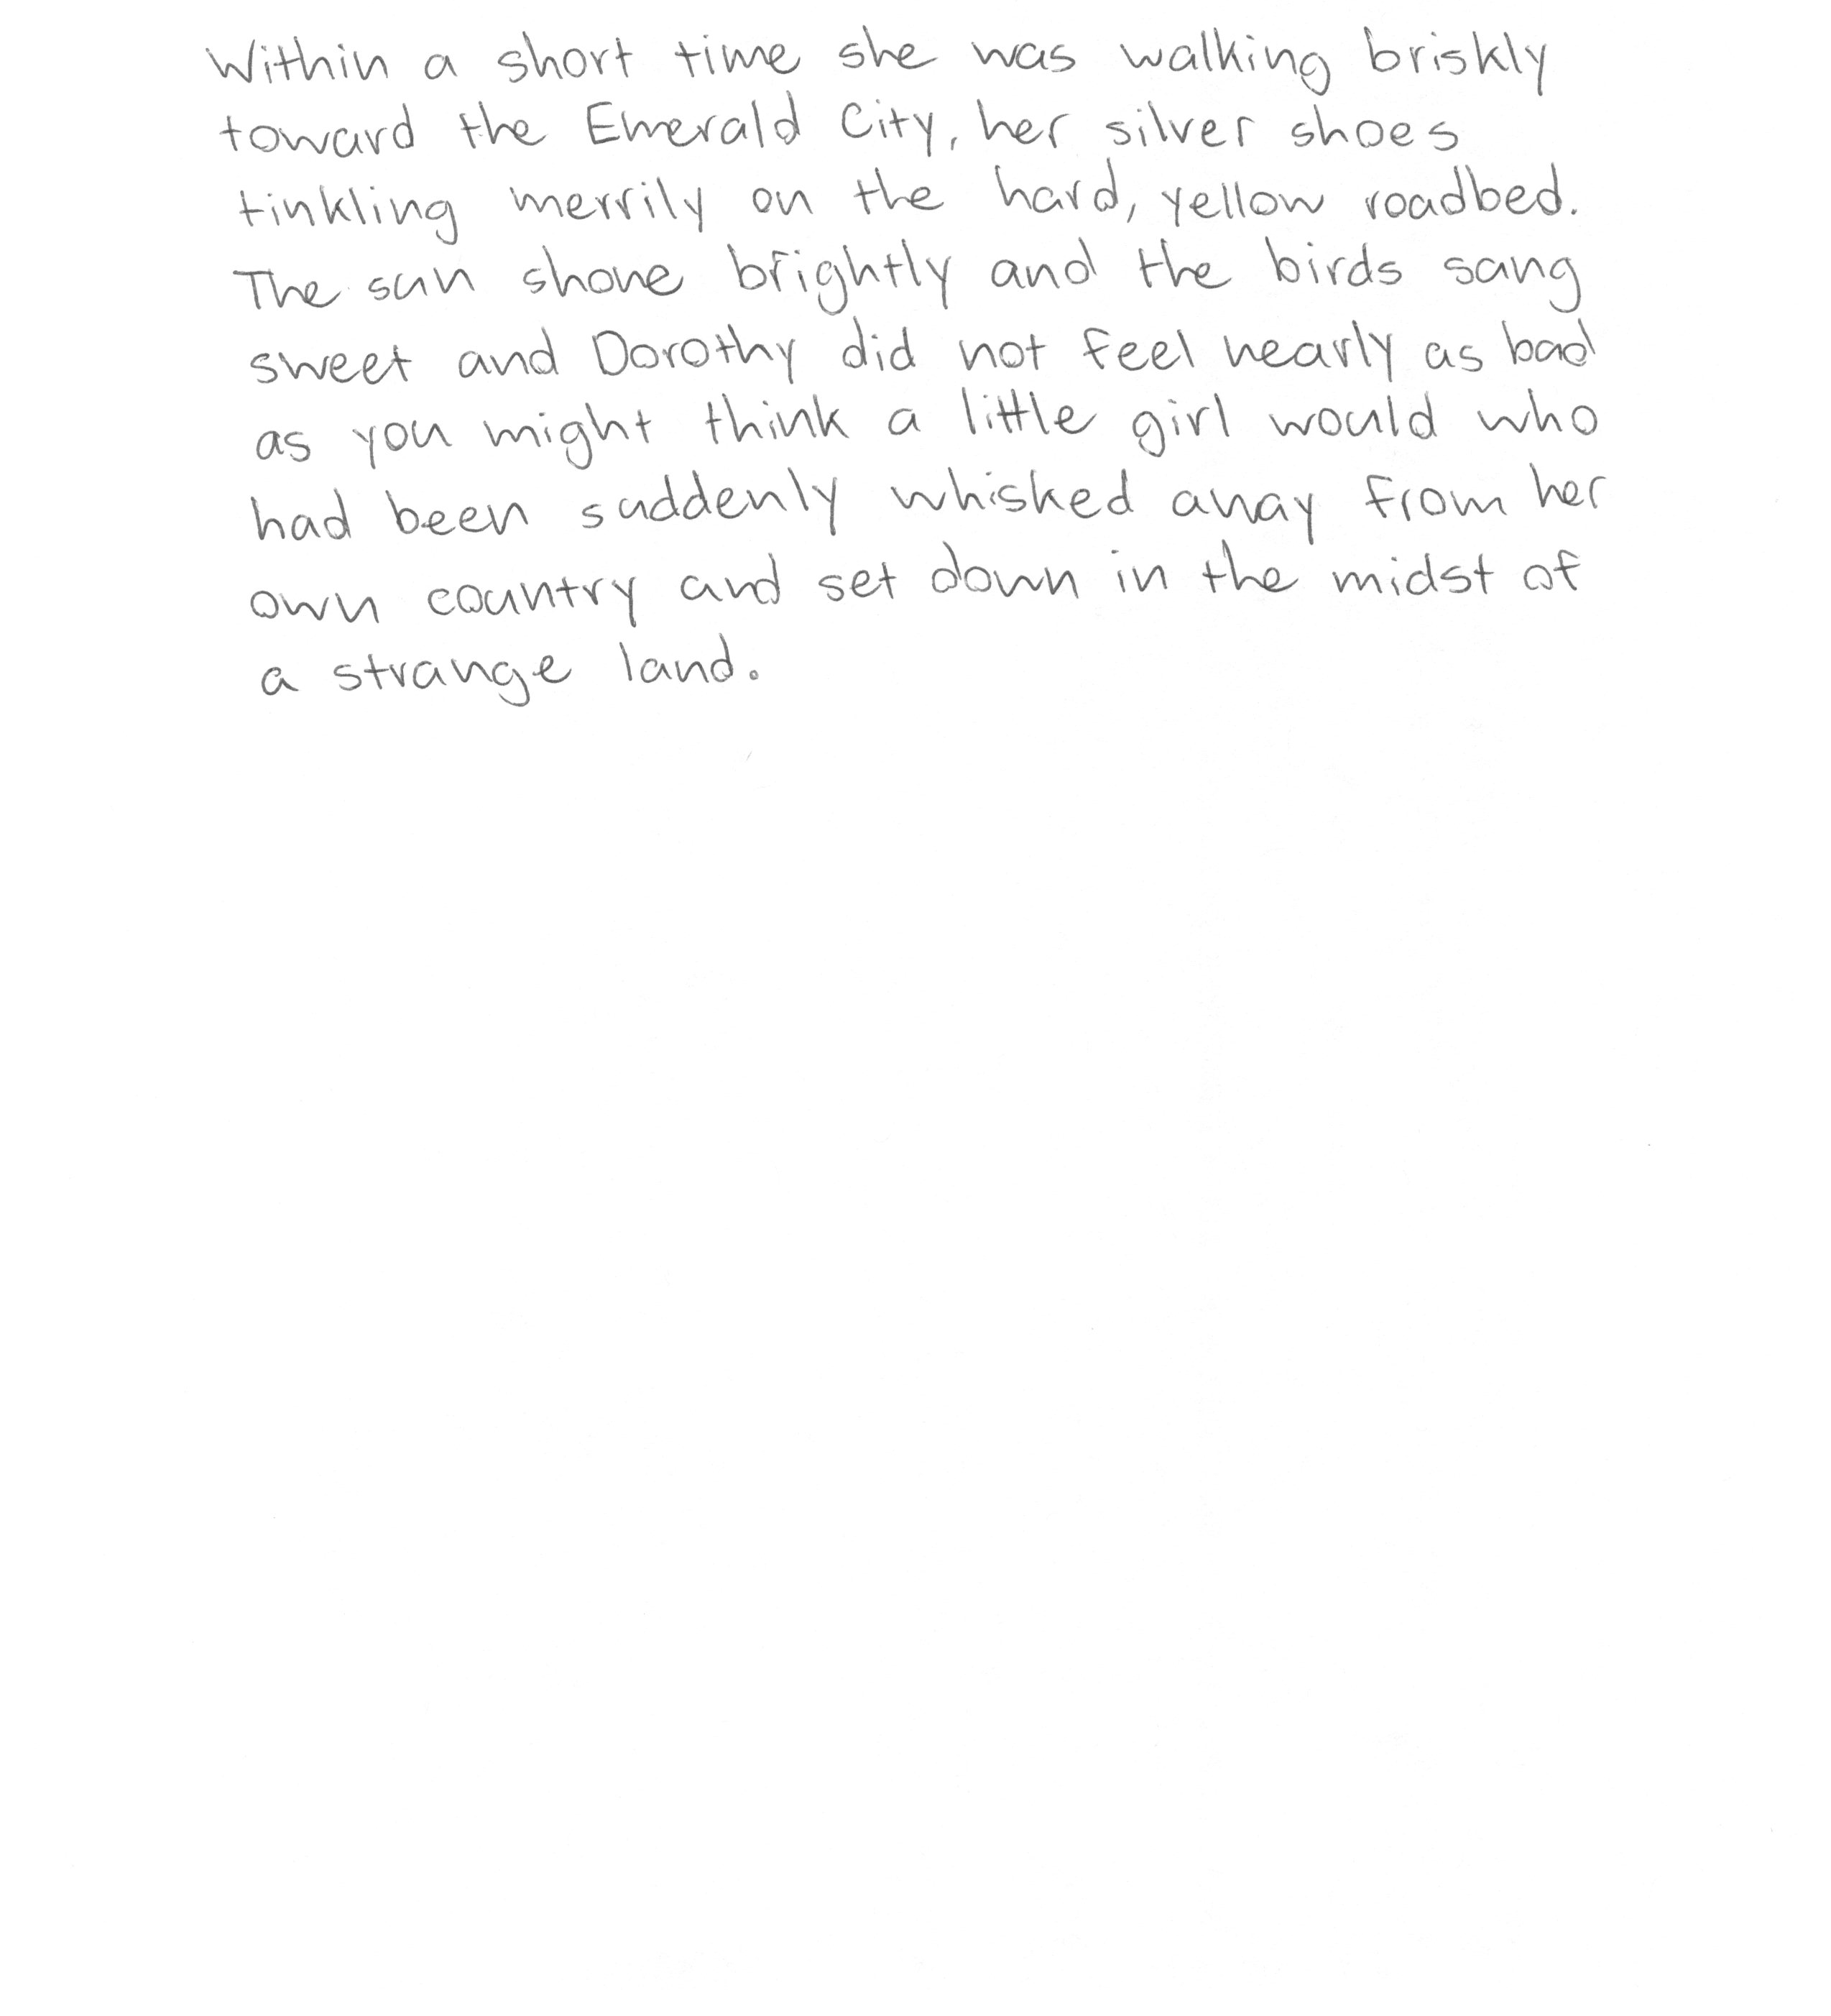 Within a short time she was walking briskly
toward the Emerald City, her silver shoes
tinkling merrily on the hard, yellow roadbed.
The sun shone brightly and the birds sang
sweet and Dorothy did not feel nearly as bad
as you might think a little girl would who
had been suddenly whisked away from her
own country and set down in the midst of
a strange land.